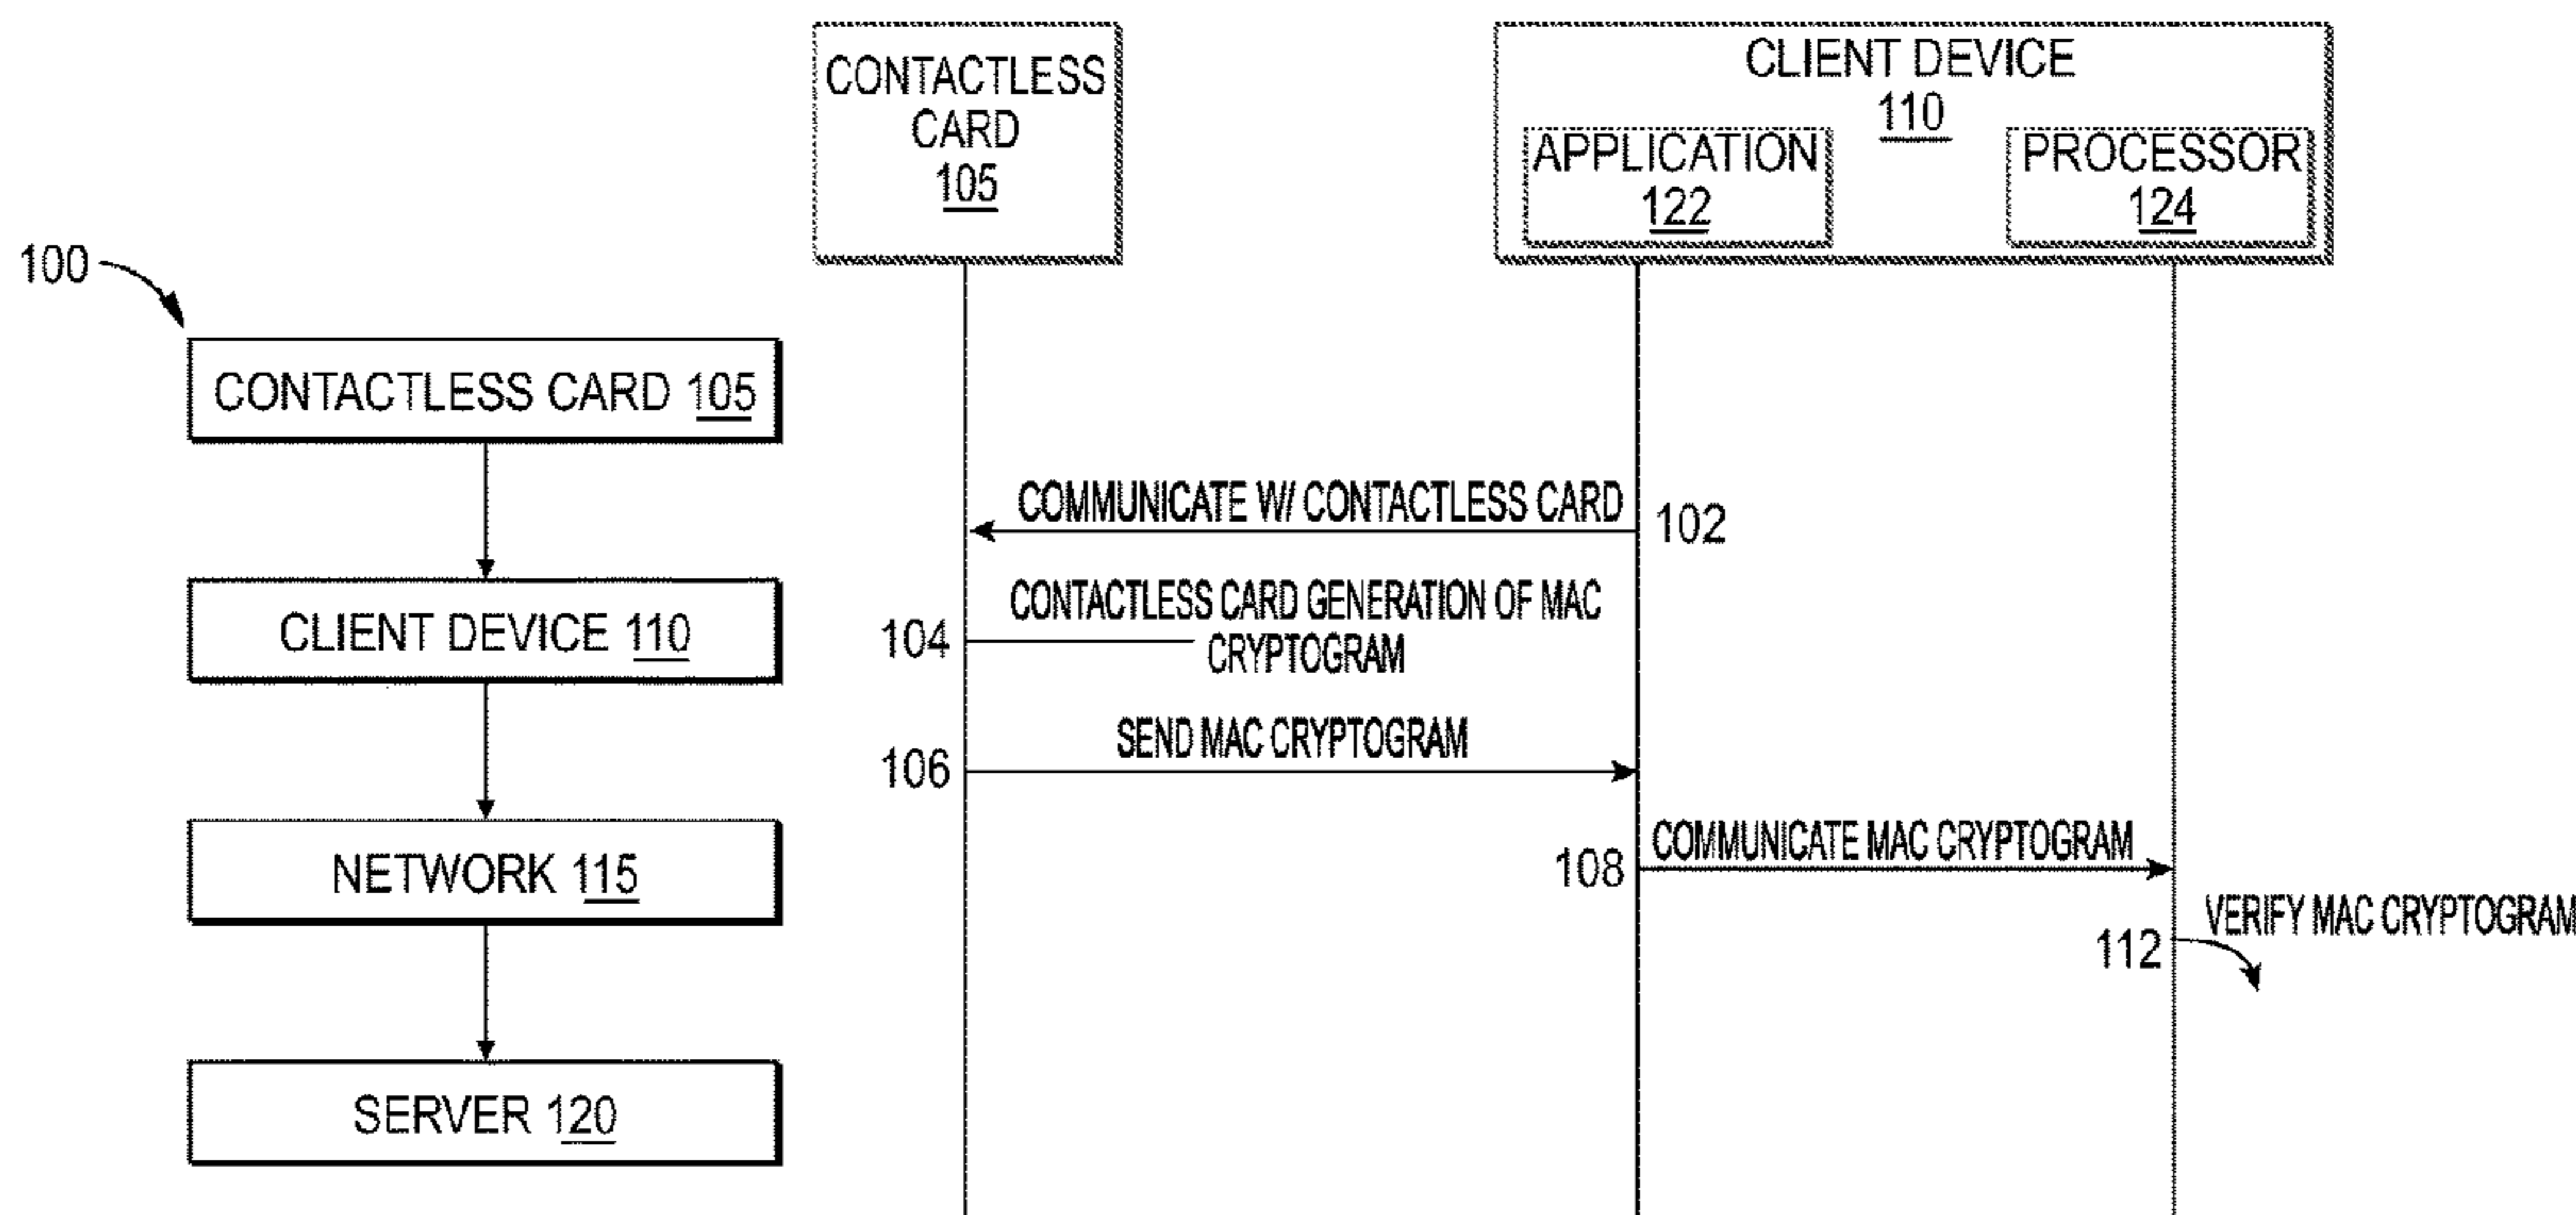 100
CONTACTLESS CARD 105
CLIENT DEVICE 110
NETWORK 115
SERVER 120
CONTACTLESS
CARD
105
CLIENT DEVICE
110
APPLICATION
122
PROCESSOR
124
COMMUNICATE W/ CONTACTLESS CARD
102
CONTACTLESS CARD GENERATION OF MAC
104
CRYPTOGRAM
SEND MAC CRYPTOGRAM
106
COMMUNICATE MAC CRYPTOGRAM
108
VERIFY MAC CRYPTOGRAM
112